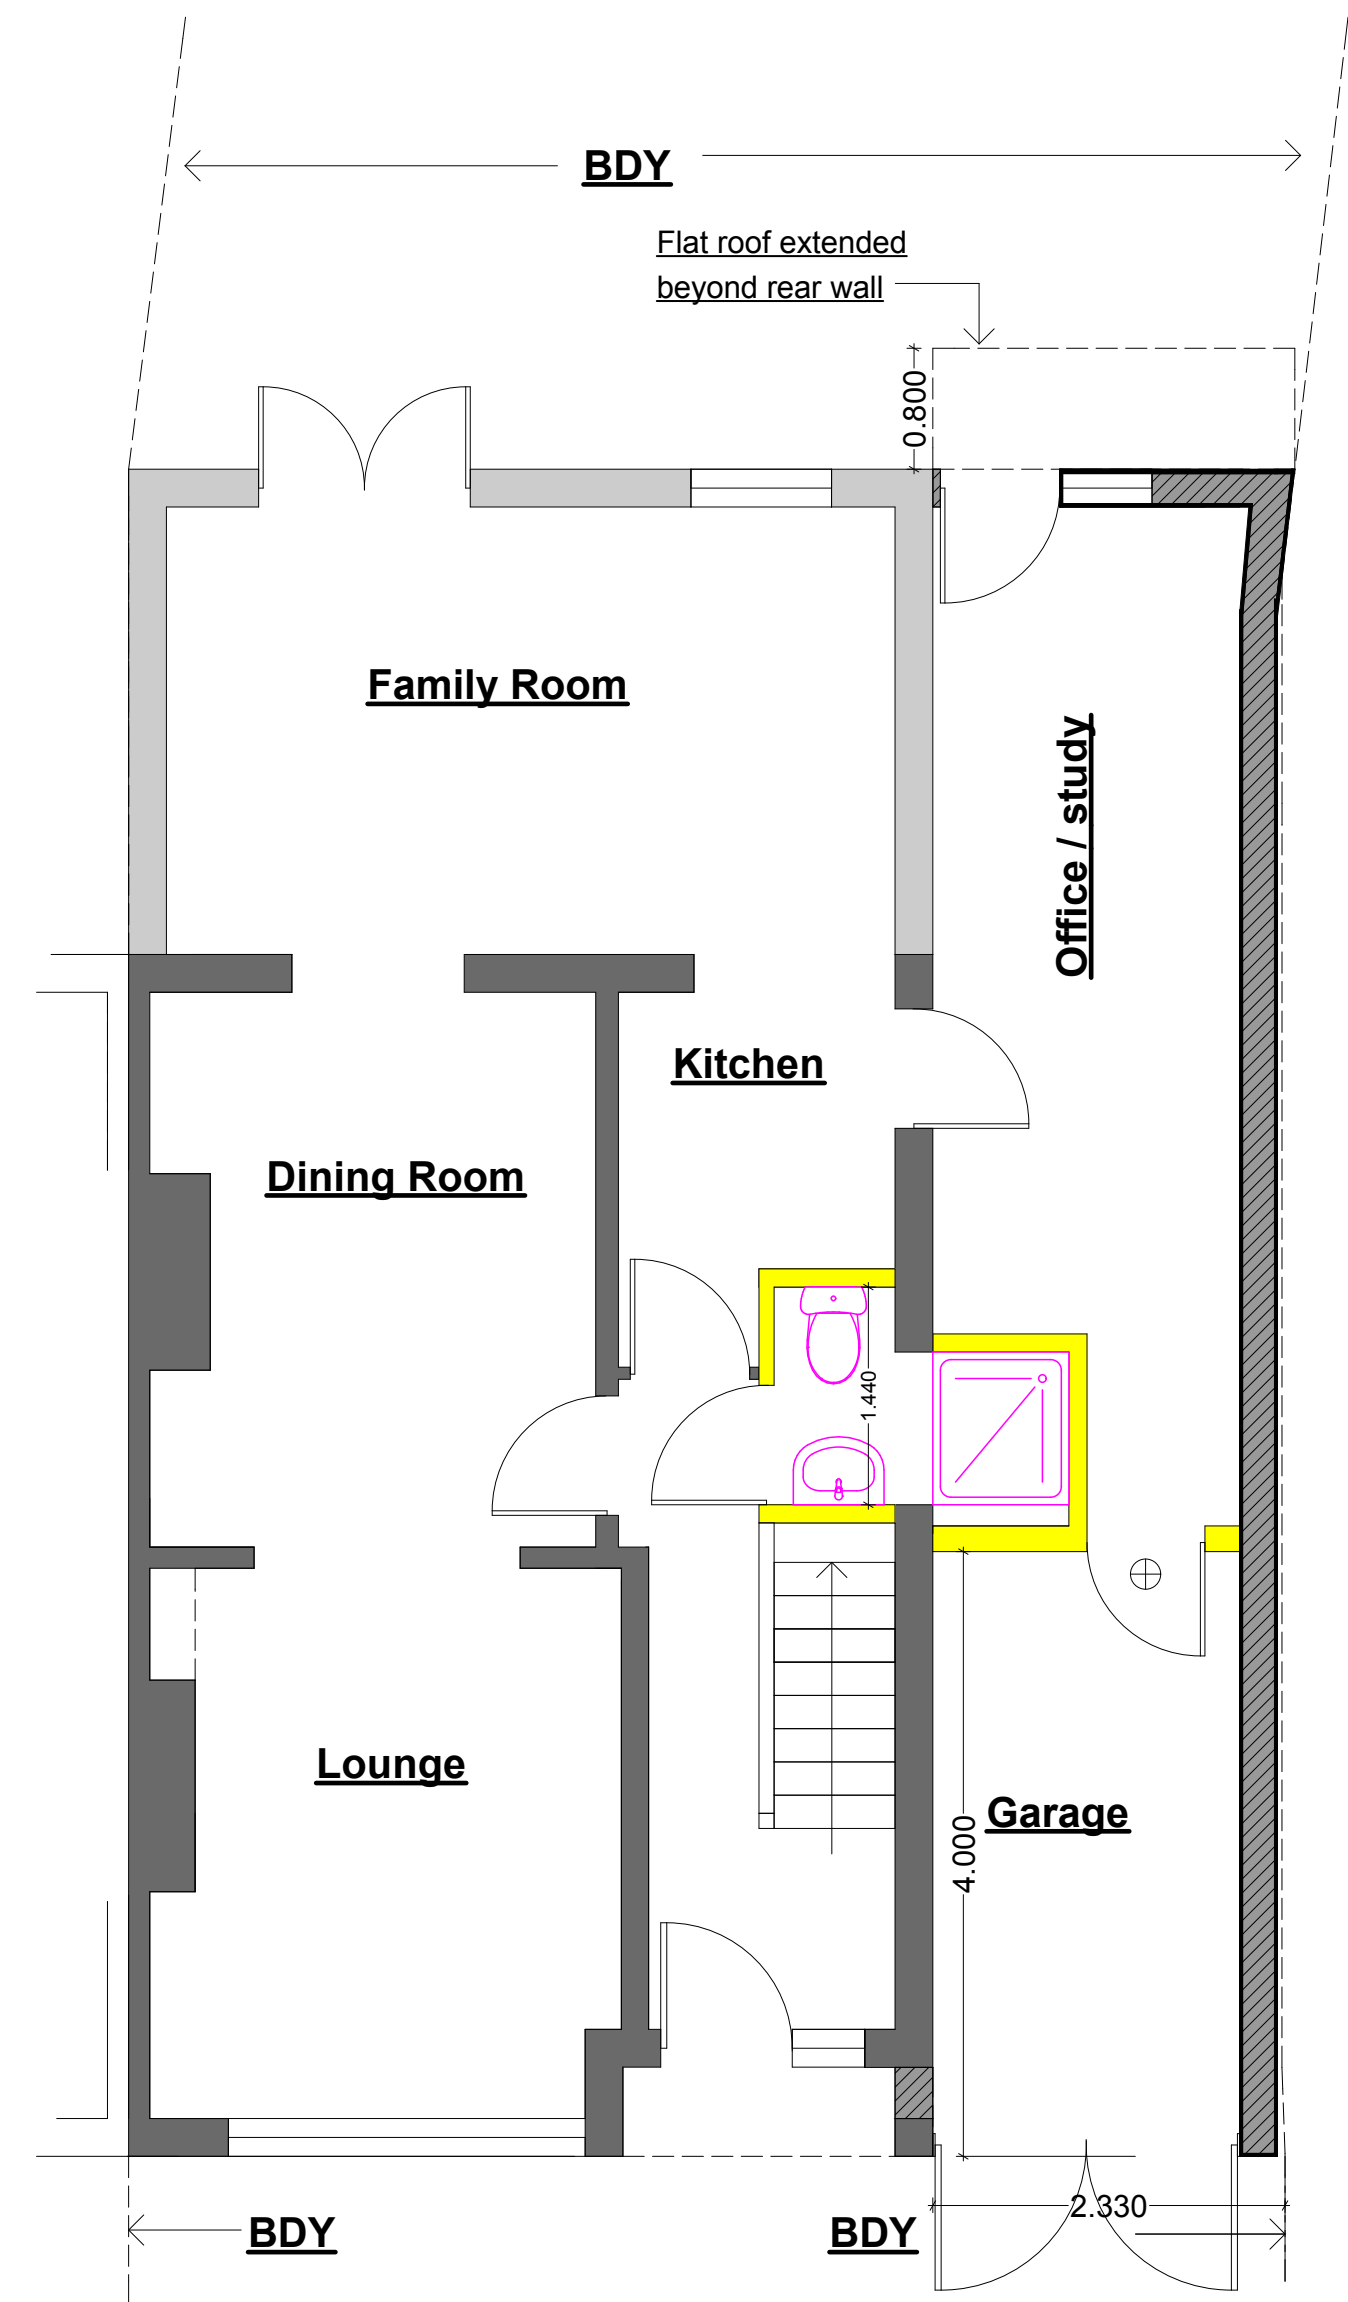 BDY
Flat roof extended
beyond rear wall
0.800
Family Room
Office / study
Kitchen
Dining Room
1.440
Lounge
Garage
4.000
2.330
BDY
BDY